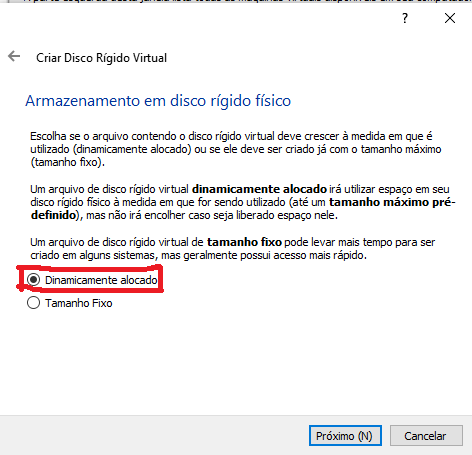 Criar Disco Rígido Virtual
Armazenamento em disco rígido físico
Escolha se o arquivo contendo o disco rígido virtual deve crescer à medida em que é
utilizado (dinamicamente alocado) ou se ele deve ser criado já com o tamanho máximo
(tamanho fixo).
Um arquivo de disco rígido virtual dinamicamente alocado irá utilizar espaço em seu
disco rígido físico à medida em que for sendo utilizado (até um tamanho máximo pré-
definido), mas não irá encolher caso seja liberado espaço nele.
Um arquivo de disco rígido virtual de tamanho fixo pode levar mais tempo para ser
criado em alguns sistemas, mas geralmente possui acesso mais rápido.
Dinamicamente alocado
Tamanho Fixo
Próximo (N) Cancelar